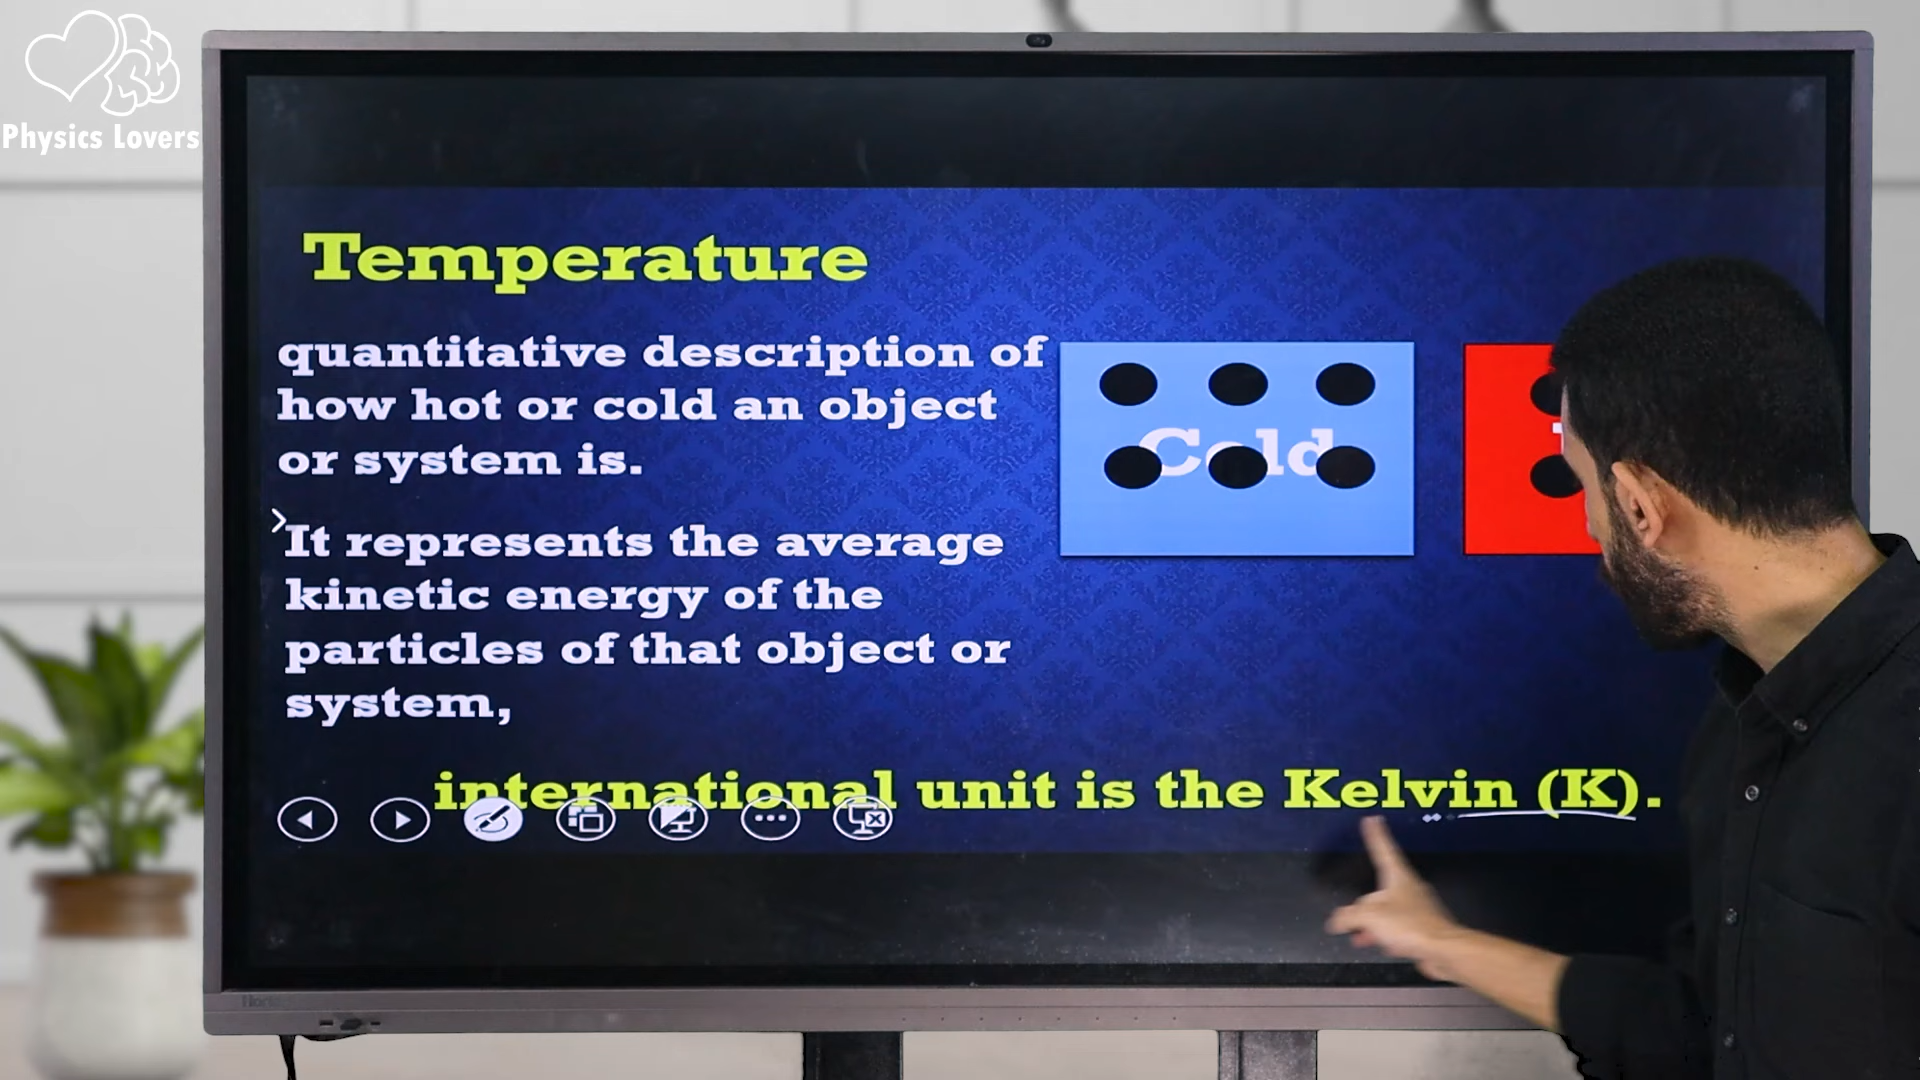 Physics Lovers
Temperature
quantitative description of
how hot or cold an object
or system is.
Cold
It represents the average
kinetic energy of the
particles of that object or
system,
international unit is the Kelvin (K).